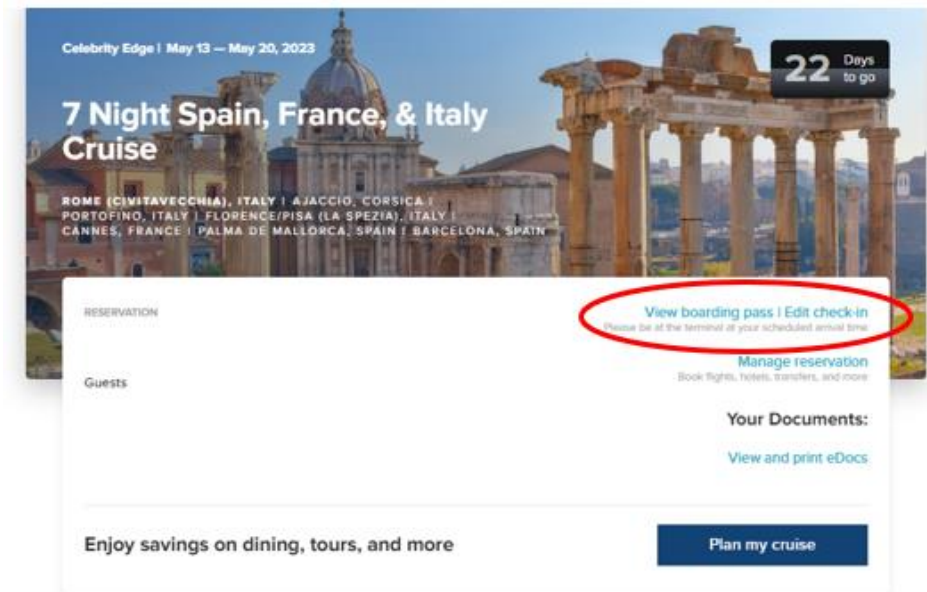 Celebrity Edge | May 13 — May 20, 2023
22 Days
to go
7 Night Spain, France, & Italy
Cruise
ROME (CIVITAVECCHIA), ITALY | AJACCIO, CORSICA |
PORTOFINO, ITALY | FLORENCE/PISA (LA SPEZIA), ITALY |
CANNES, FRANCE | PALMA DE MALLORCA, SPAIN | BARCELONA, SPAIN
RESERVATION
View boarding pass | Edit check-in
Please be at the terminal at your scheduled arrival time
Manage reservation
Book flights, hotels, transfers, and more
Guests
Your Documents:
View and print eDocs
Enjoy savings on dining, tours, and more
Plan my cruise